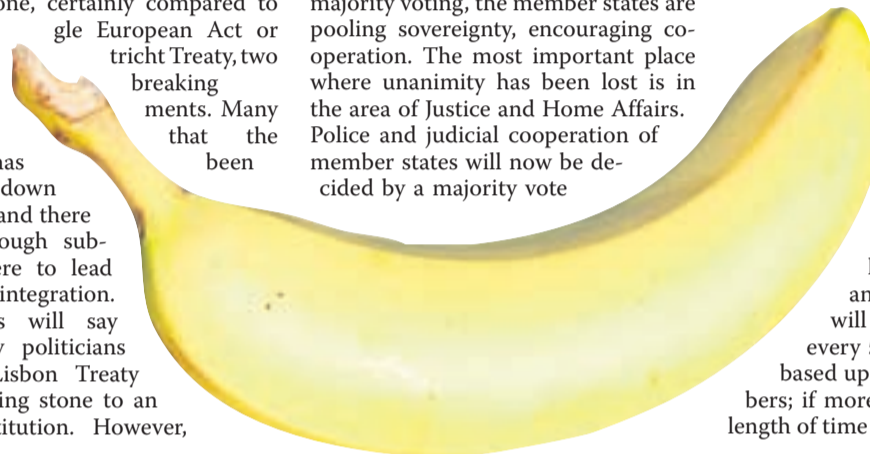 one, certainly compared to
gle European Act or
tricht Treaty, two
breaking
ments. Many
that the
been
has
down
and there
ough sub-
ere to lead
integration.
s will say
y politicians
Lisbon Treaty
ing stone to an
titution. However,
majority voting, the member states are
pooling sovereignty, encouraging co-
operation. The most important place
where unanimity has been lost is in
the area of Justice and Home Affairs.
Police and judicial cooperation of
member states will now be de-
cided by a majority vote
an
will
every
based up
bers; if more
length of time